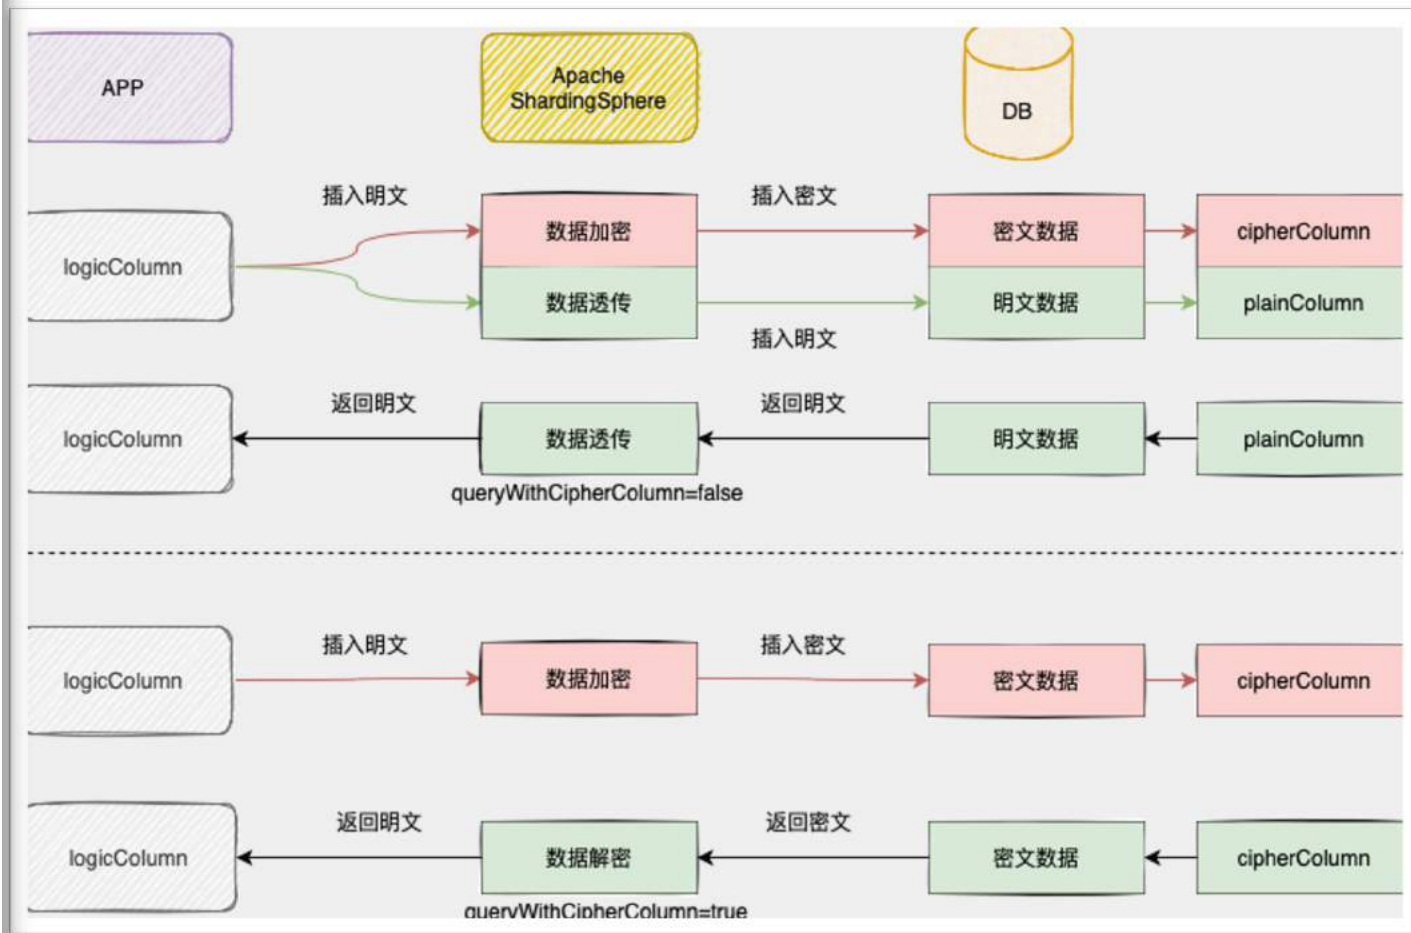 APP
Apache
ShardingSphere
DB
插入明文
插入密文
logicColumn
数据加密
密文数据
cipherColumn
数据透传
明文数据
plainColumn
插入明文
返回明文
返回明文
logicColumn
数据透传
明文数据
plainColumn
queryWithCipherColumn=false
插入明文
插入密文
logicColumn
数据加密
密文数据
cipherColumn
返回明文
返回密文
logicColumn
数据解密
密文数据
cipherColumn
queryWithCipherColumn=true